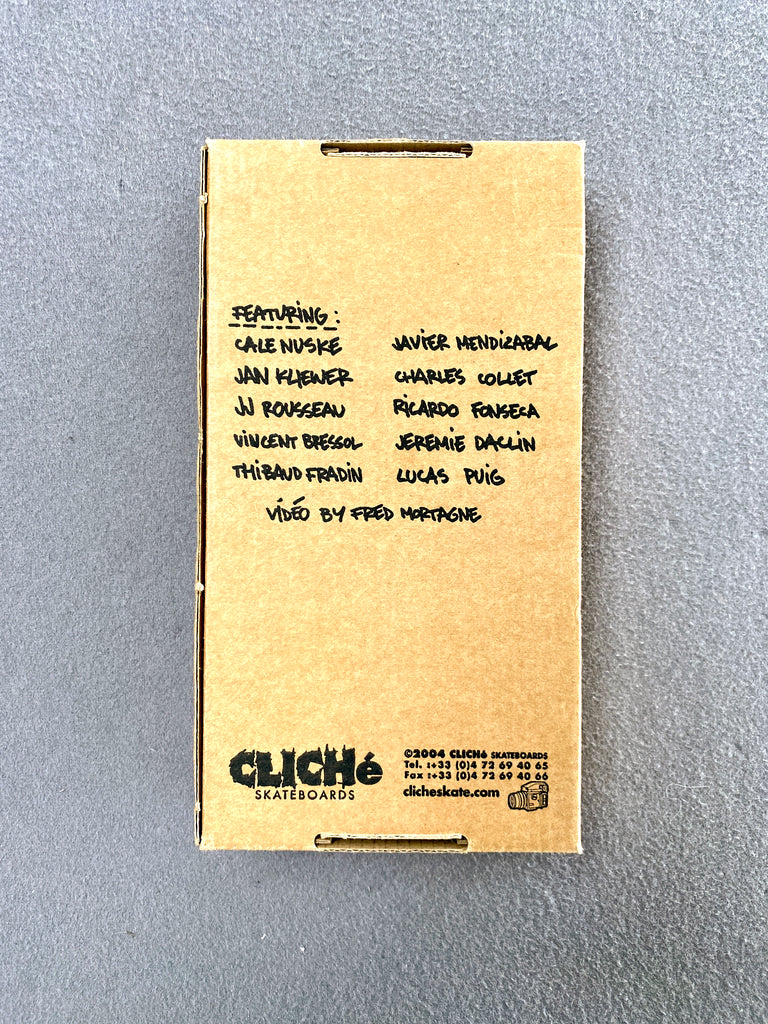 FEATURING:
CALE NUSKE
JAN KLIEWER
JJ ROUSSEAU
VINCENT BRESSOL
THIBAUD FRADIN
JAVIER MENDIZABAL
CHARLES COLLET
RICARDO FONSECA
JEREMIE DACLIN
LUCAS PUIG
VIDÉO BY FRED MORTAGNE
CLICHé
SKATEBOARDS
©2004 CLICHé SKATEBOARDS
Tel. :+33 (0)4 72 69 40 65
Fax :+33 (0)4 72 69 40 66
clicheskate.com